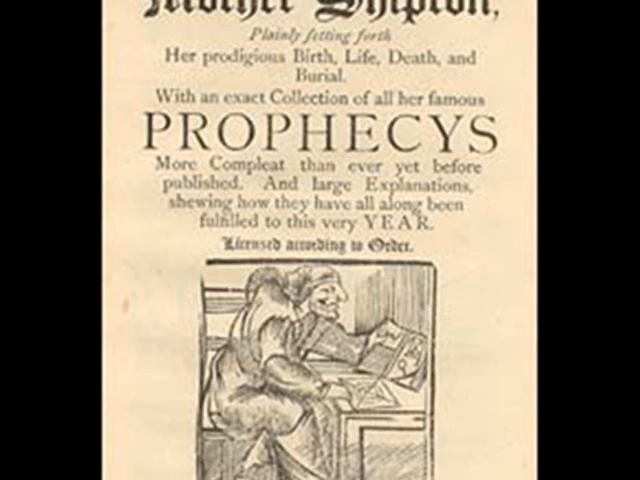 Mother Shipton,
Plainly setting forth
Her prodigious Birth, Life, Death, and
Burial.
With an exact Collection of all her famous
PROPHECYS
More Compleat than ever yet before
published. And large Explanations,
shewing how they have all along been
fulfilled to this very YEAR.
Licensed according to Order.